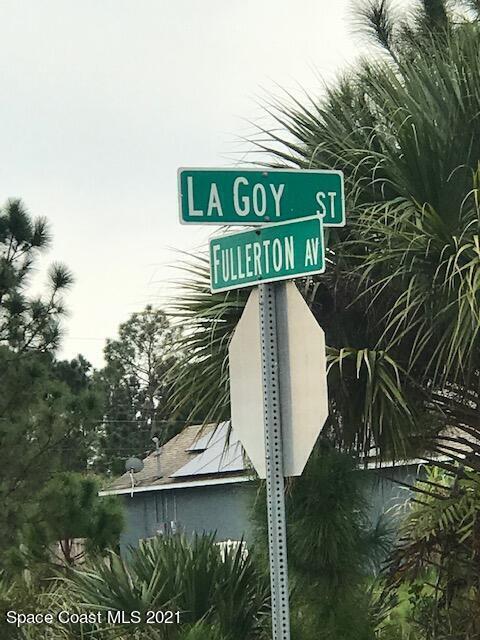 LA GOY ST
FULLERTON AV
Space Coast MLS 2021